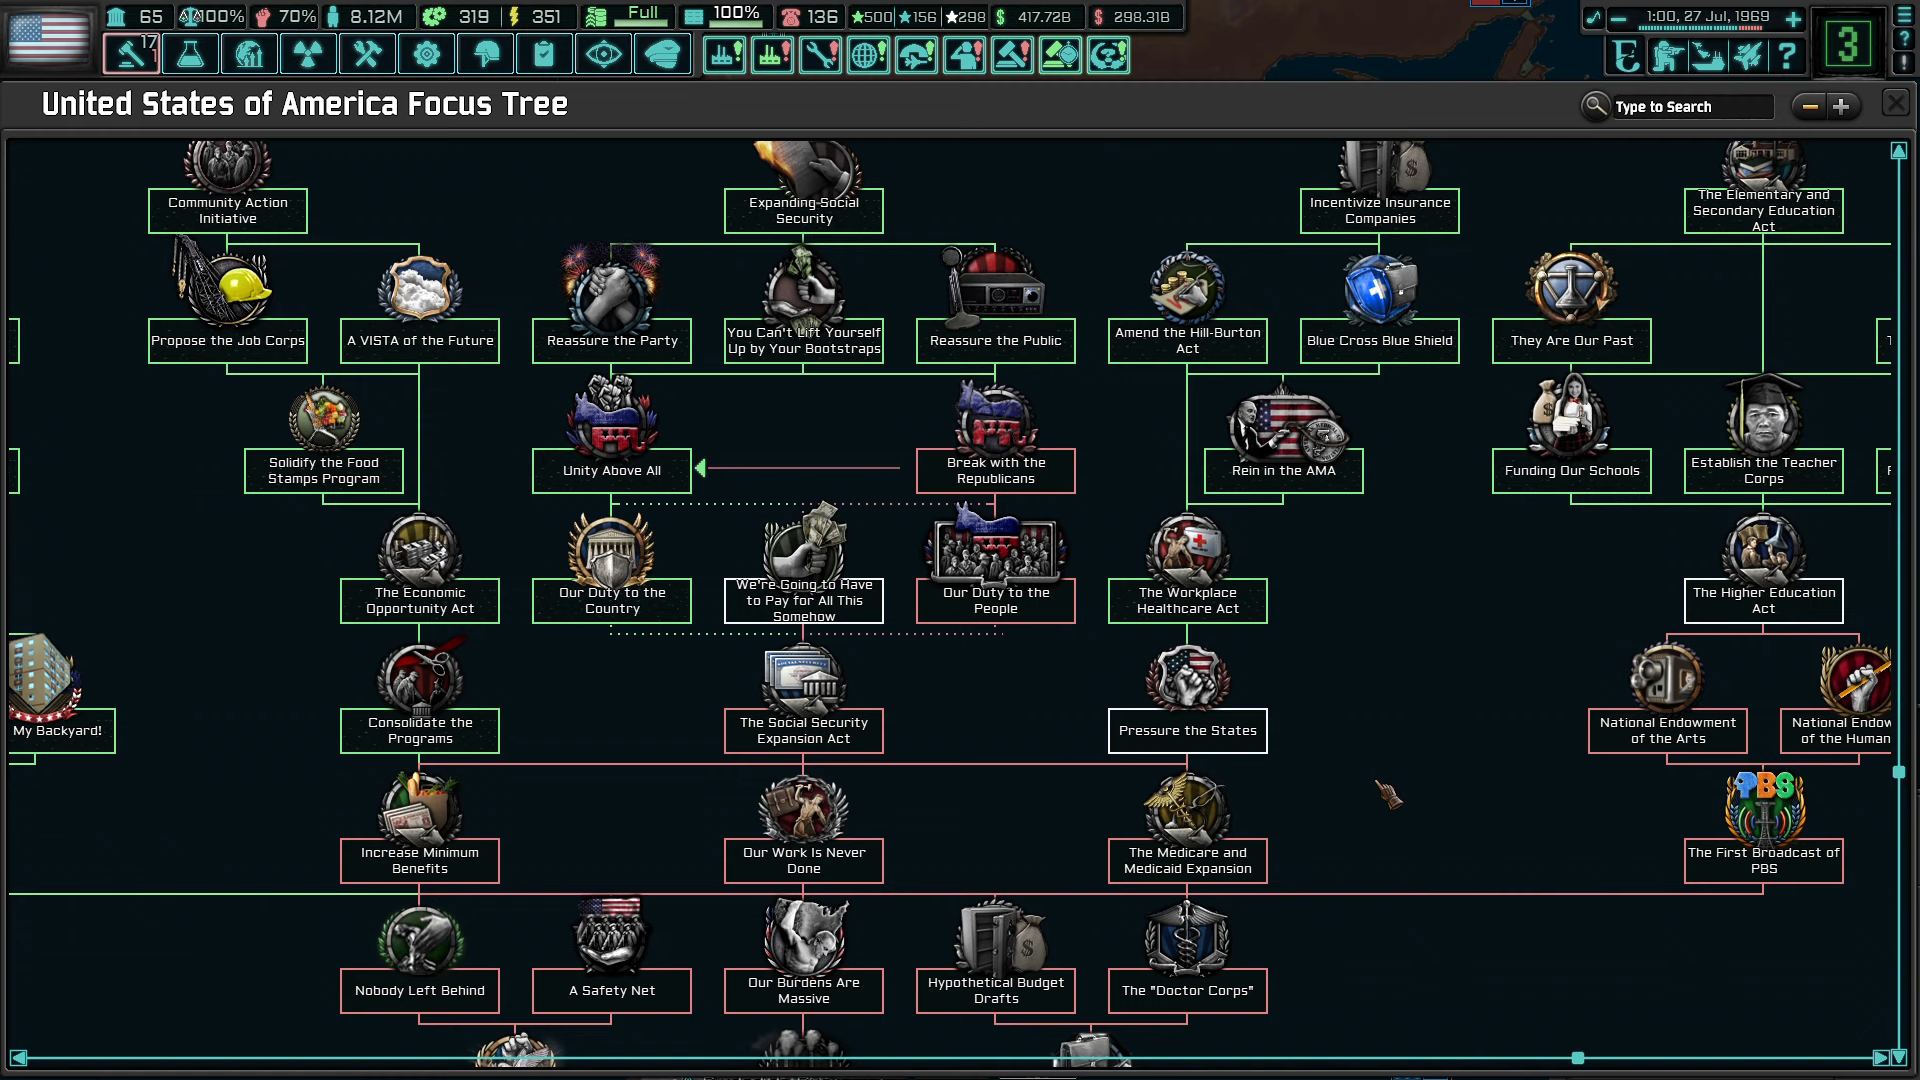 65
100%
70%
8.12M
319
351
Full
100%
136
500
156
298
417.72B
298.31B
1:00, 27 Jul, 1969
3
17
United States of America Focus Tree
Type to Search
Community Action
Initiative
Expanding Social
Security
Incentivize Insurance
Companies
The Elementary and
Secondary Education
Act
Propose the Job Corps
A VISTA of the Future
Reassure the Party
You Can't Lift Yourself
Up by Your Bootstraps
Reassure the Public
Amend the Hill-Burton
Act
Blue Cross Blue Shield
They Are Our Past
Solidify the Food
Stamps Program
Unity Above All
Break with the
Republicans
Rein in the AMA
Funding Our Schools
Establish the Teacher
Corps
The Economic
Opportunity Act
Our Duty to the
Country
We're Going to Have
to Pay for All This
Somehow
Our Duty to the
People
The Workplace
Healthcare Act
The Higher Education
Act
My Backyard!
Consolidate the
Programs
The Social Security
Expansion Act
Pressure the States
National Endowment
of the Arts
National Endow
of the Human
PBS
Increase Minimum
Benefits
Our Work Is Never
Done
The Medicare and
Medicaid Expansion
The First Broadcast of
PBS
Nobody Left Behind
A Safety Net
Our Burdens Are
Massive
Hypothetical Budget
Drafts
The "Doctor Corps"